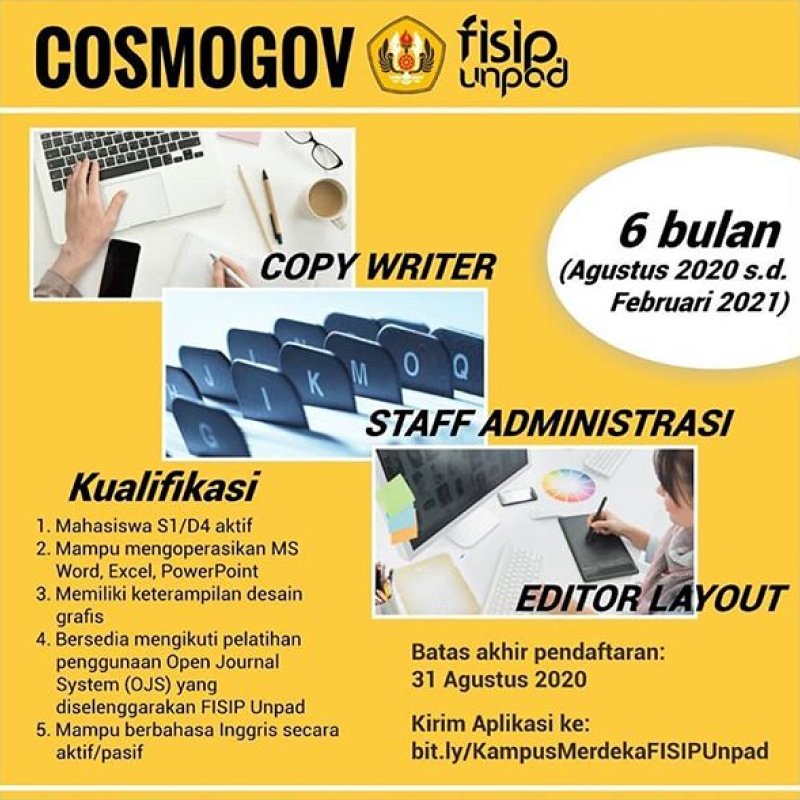 COSMOGOV
fisip
unpad
6 bulan
(Agustus 2020 s.d.
Februari 2021)
COPY WRITER
J I N
I K M O Q
G
STAFF ADMINISTRASI
Kualifikasi
1. Mahasiswa S1/D4 aktif
2. Mampu mengoperasikan MS
Word, Excel, PowerPoint
3. Memiliki keterampilan desain
grafis
4. Bersedia mengikuti pelatihan
penggunaan Open Journal
System (OJS) yang
diselenggarakan FISIP Unpad
5. Mampu berbahasa Inggris secara
aktif/pasif
EDITOR LAYOUT
Batas akhir pendaftaran:
31 Agustus 2020
Kirim Aplikasi ke:
bit.ly/KampusMerdekaFISIPUnpad